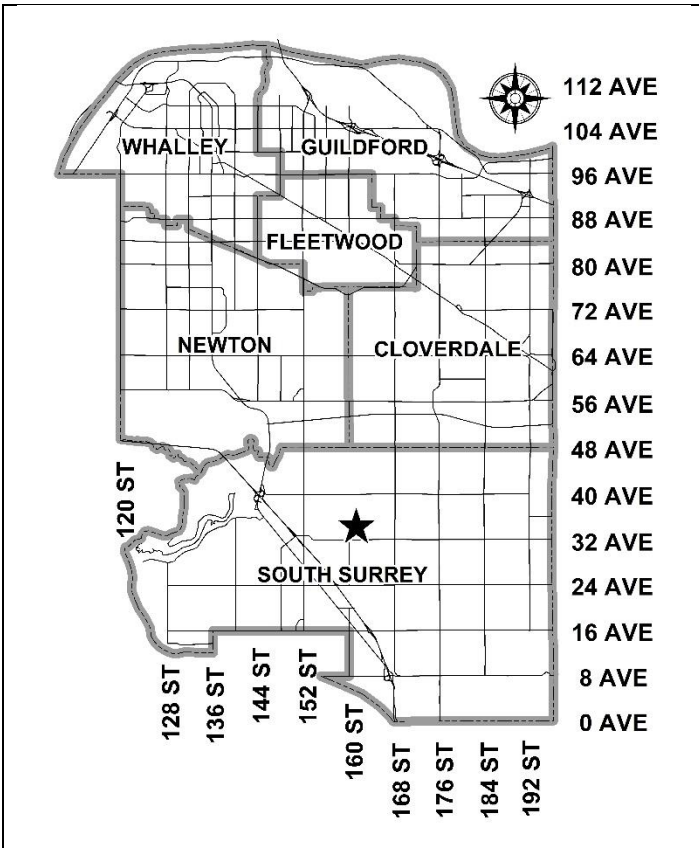 112 AVE
104 AVE
WHALLEY
GUILDFORD
96 AVE
88 AVE
FLEETWOOD
80 AVE
72 AVE
NEWTON
CLOVERDALE
64 AVE
56 AVE
48 AVE
120 ST
40 AVE
32 AVE
SOUTH SURREY
24 AVE
16 AVE
8 AVE
0 AVE
128 ST
136 ST
144 ST
152 ST
160 ST
168 ST
176 ST
184 ST
192 ST